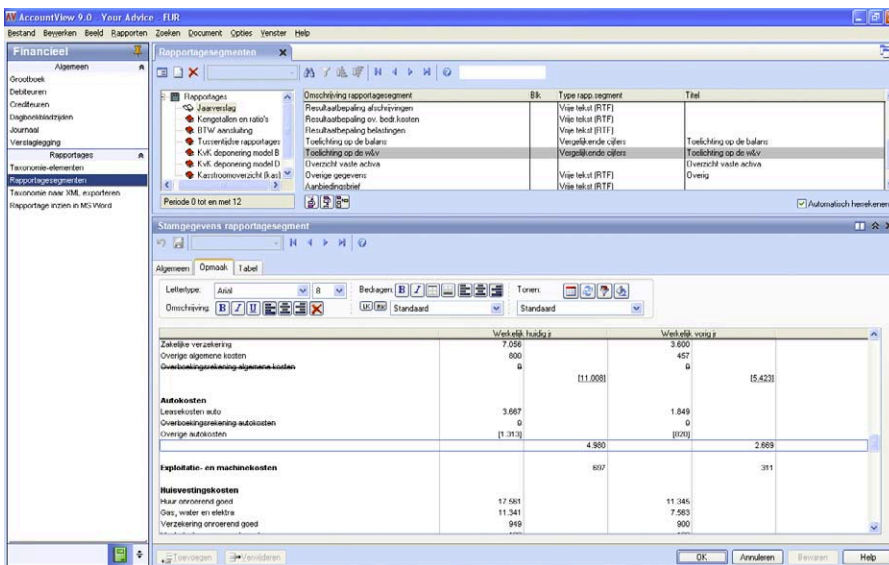 AccountView 9.0 - Your Advice - EUR
Bestand Bewerken Beeld Rapporten Zoeken Document Opties Venster Help
Financieel
Algemeen
Grootboek
Debiteuren
Crediteuren
Dagboekbladzijden
Journaal
Verslaglegging
Rapportages
Taxonomie-elementen
Rapportagesegmenten
Taxonomie naar XML exporteren
Rapportage inzien in MS Word
Rapportagesegmenten
Rapportages
Jaarverslag
Kengetallen en ratio's
BTW aansluiting
Tussentijdse rapportages
KvK deponering model B
KvK deponering model D
Kasstroomoverzicht (kas)
Periode 0 tot en met 12
Omschrijving rapportagesegment Blk Type rapp.segment Titel
Resultaatbepaling afschrijvingen Vrije tekst (RTF)
Resultaatbepaling ov. bedr.kosten Vrije tekst (RTF)
Resultaatbepaling belastingen Vrije tekst (RTF)
Toelichting op de balans Vergelijkende cijfers Toelichting op de balans
Toelichting op de w&v Vergelijkende cijfers Toelichting op de w&v
Overzicht vaste activa Overzicht vaste activa
Overige gegevens Vrije tekst (RTF) Overig
Aanbiedingsbrief Vrije tekst (RTF)
Automatisch herrekenen
Stamgegevens rapportagesegment
Algemeen Opmaak Tabel
Lettertype: Arial 8 Bedragen: B I Tonen:
Omschrijving: B I U Standaard Standaard
Werkelijk huidig jr Werkelijk vorig jr
Zakelijke verzekering 7.056 3.600
Overige algemene kosten 800 457
Overboekingsrekening algemene kosten 0 0
[11.008] [5.423]
Autokosten
Leasekosten auto 3.667 1.849
Overboekingsrekening autokosten 0 0
Overige autokosten [1.313] [820]
4.980 2.669
Exploitatie- en machinekosten 697 311
Huisvestingskosten
Huur onroerend goed 17.561 11.345
Gas, water en elektra 11.341 7.563
Verzekering onroerend goed 949 900
Toevoegen Verwijderen OK Annuleren Bewaren Help